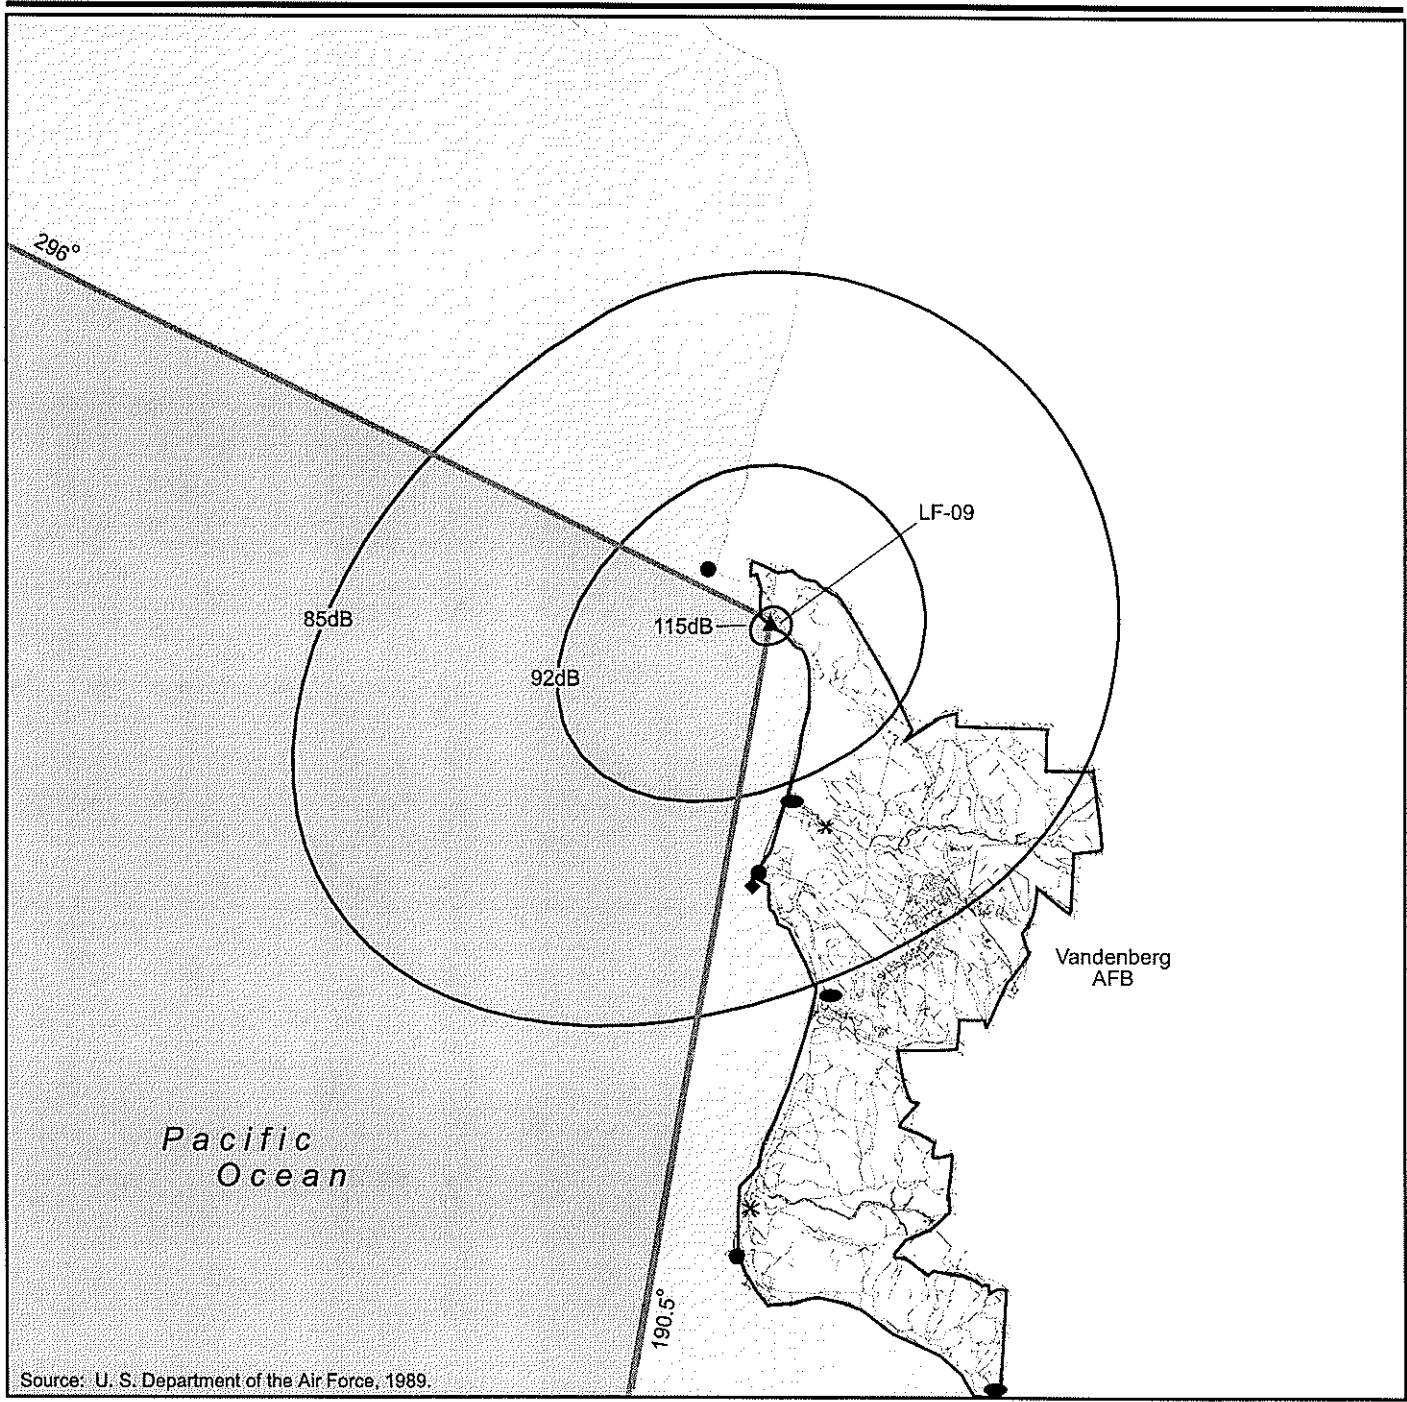 296°
LF-09
85dB
115dB
92dB
Vandenberg
AFB
Pacific
Ocean
190.5°
Source: U. S. Department of the Air Force, 1989.